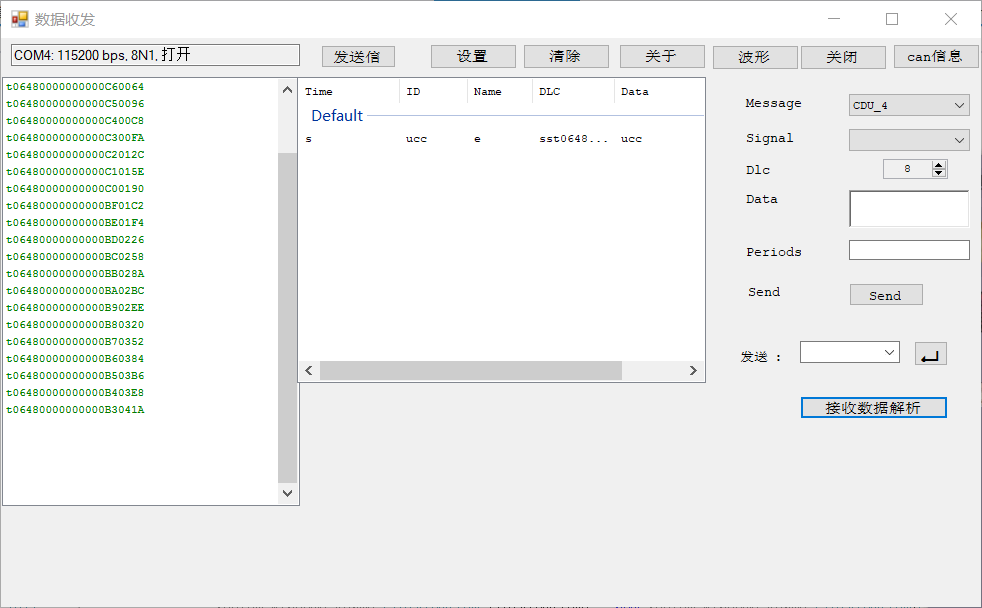 数据收发
COM4: 115200 bps, 8N1, 打开
发送信
设置
清除
关于
波形
关闭
can信息
t06480000000000C60064
t06480000000000C50096
t06480000000000C400C8
t06480000000000C300FA
t06480000000000C2012C
t06480000000000C1015E
t06480000000000C00190
t06480000000000BF01C2
t06480000000000BE01F4
t06480000000000BD0226
t06480000000000BC0258
t06480000000000BB028A
t06480000000000BA02BC
t06480000000000B902EE
t06480000000000B80320
t06480000000000B70352
t06480000000000B60384
t06480000000000B503B6
t06480000000000B403E8
t06480000000000B3041A
Time ID Name DLC Data
Default
s ucc e sst0648... ucc
Message CDU_4
Signal
Dlc 8
Data
Periods
Send Send
发送 :
接收数据解析